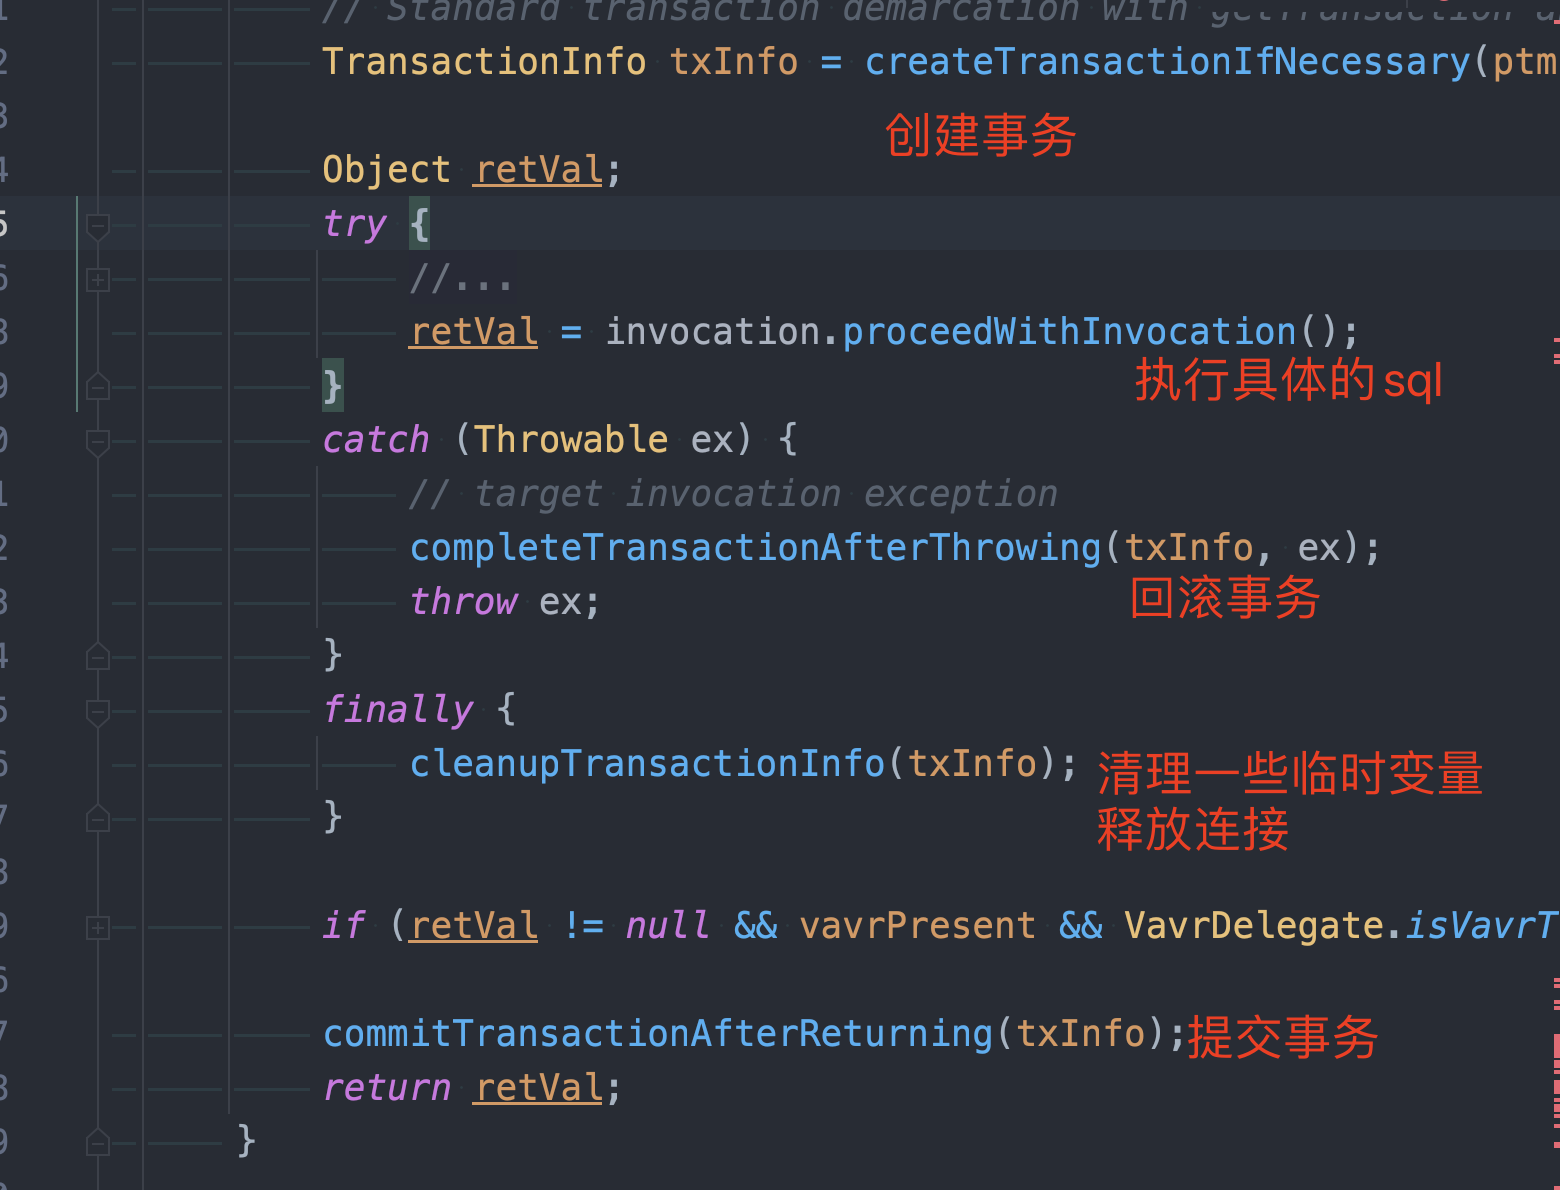 // Standard transaction demarcation with getTransaction
TransactionInfo txInfo = createTransactionIfNecessary(ptm
创建事务
Object retVal;
try {
//...
retVal = invocation.proceedWithInvocation();
执行具体的sql
}
catch (Throwable ex) {
// target invocation exception
completeTransactionAfterThrowing(txInfo, ex);
回滚事务
throw ex;
}
finally {
cleanupTransactionInfo(txInfo); 清理一些临时变量
释放连接
}
if (retVal != null && vavrPresent && VavrDelegate.isVavrT
commitTransactionAfterReturning(txInfo);提交事务
return retVal;
}